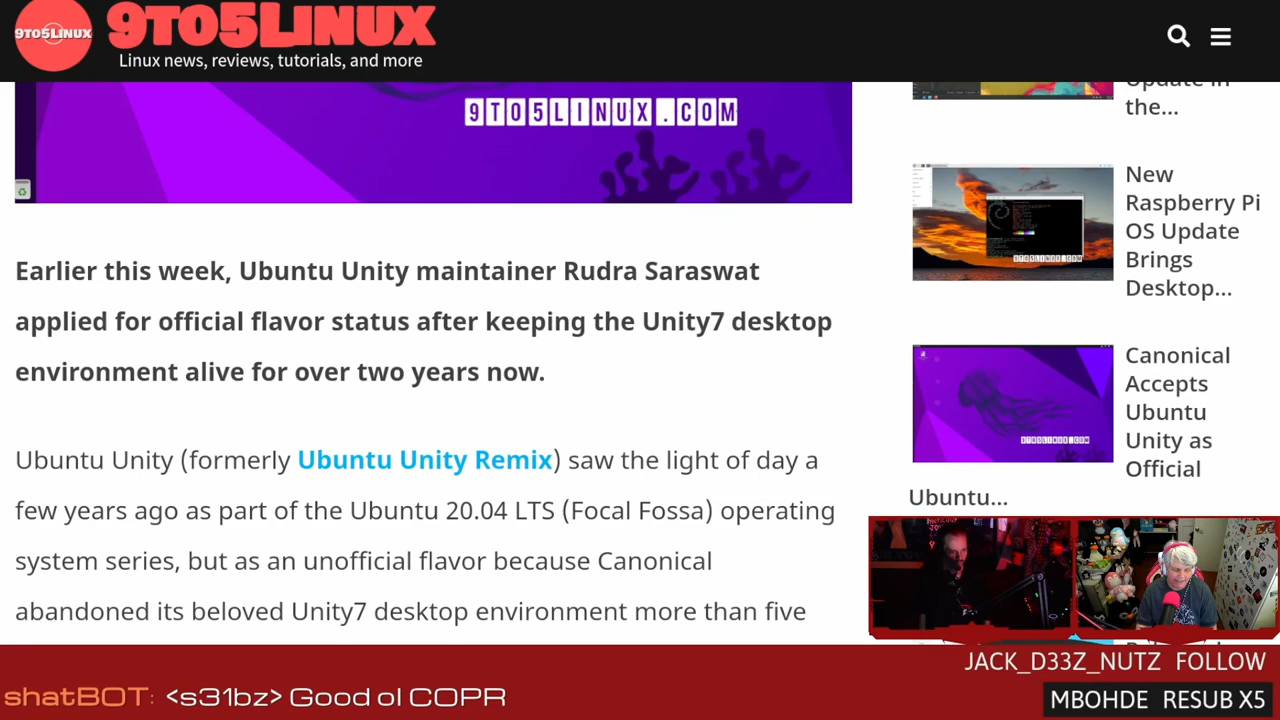 9TO5LINUX
9TO5LINUX
Linux news, reviews, tutorials, and more
9TO5LINUX.COM
Earlier this week, Ubuntu Unity maintainer Rudra Saraswat
applied for official flavor status after keeping the Unity7 desktop
environment alive for over two years now.
Ubuntu Unity (formerly Ubuntu Unity Remix) saw the light of day a
few years ago as part of the Ubuntu 20.04 LTS (Focal Fossa) operating
system series, but as an unofficial flavor because Canonical
abandoned its beloved Unity7 desktop environment more than five
Update in
the...
New
Raspberry Pi
OS Update
Brings
Desktop...
9TO5LINUX.COM
Canonical
Accepts
Ubuntu
Unity as
Official
Ubuntu...
9TO5LINUX.COM
JACK_D33Z_NUTZ FOLLOW
shatBOT: <s31bz> Good ol COPR
MBOHDE RESUB X5